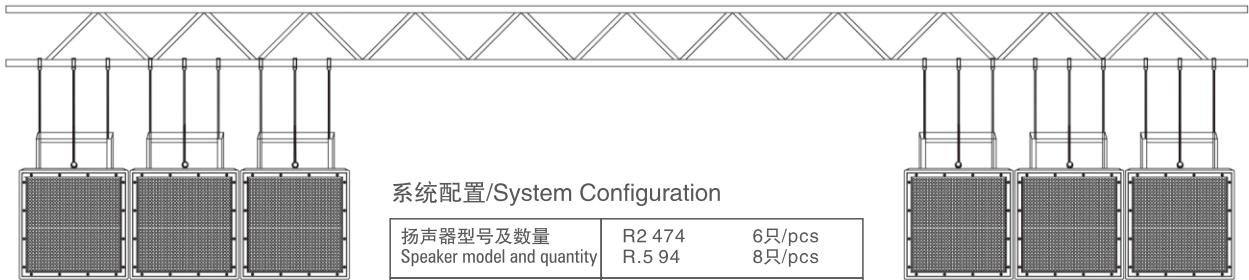 系统配置/System Configuration
扬声器型号及数量 R2 474 6只/pcs
Speaker model and quantity R.5 94 8只/pcs